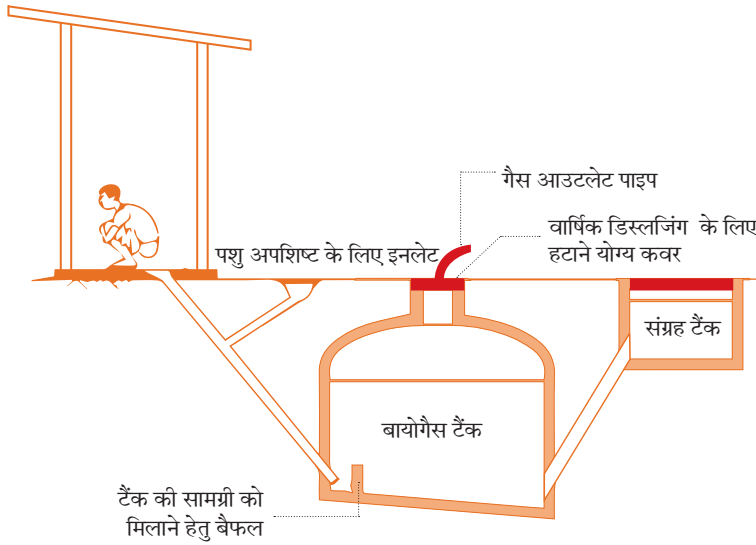 गैस आउटलेट पाइप
वार्षिक डिस्लजिंग के लिए
हटाने योग्य कवर
पशु अपशिष्ट के लिए इनलेट
संग्रह टैंक
बायोगैस टैंक
टैंक की सामग्री को
मिलाने हेतु बैफल